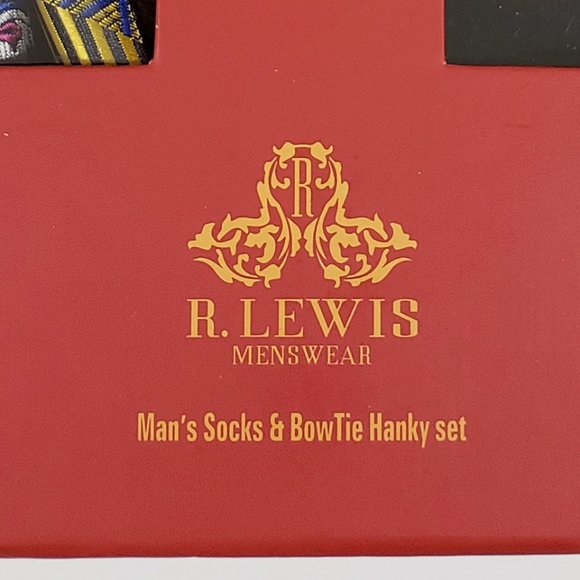 R
R. LEWIS
MENSWEAR
Man's Socks & BowTie Hanky set